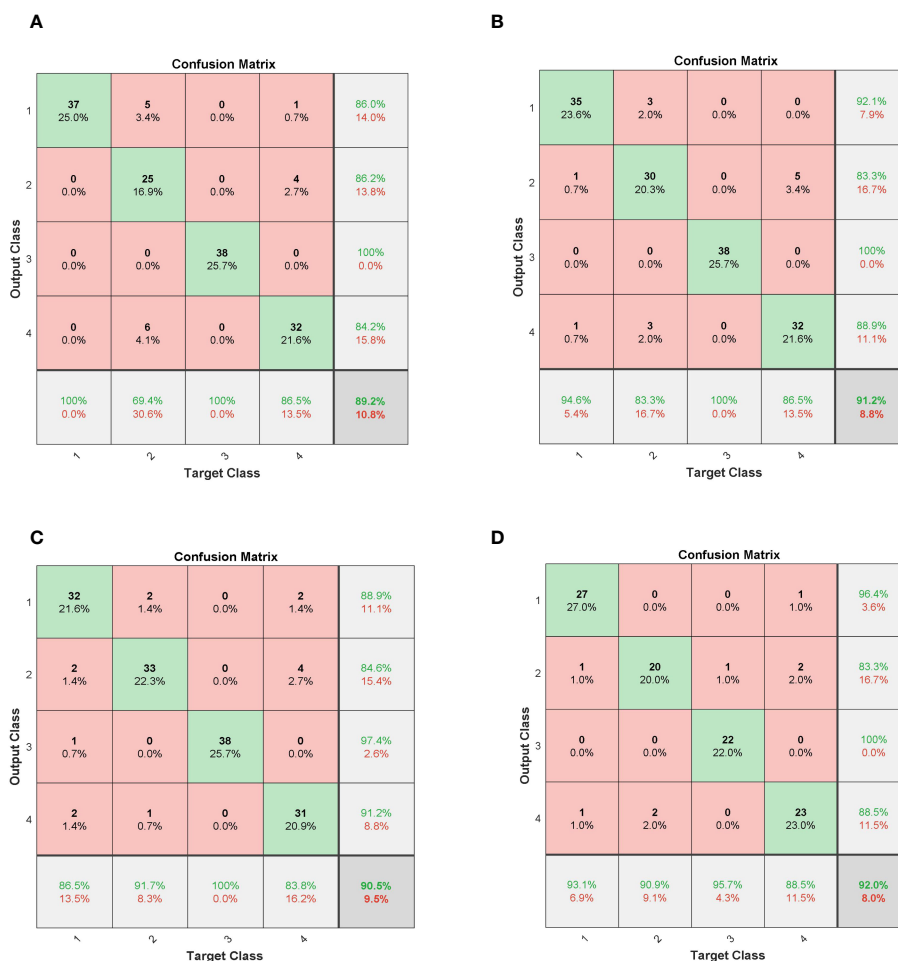 A
Confusion Matrix
37 5 0 1 86.0%
1
25.0% 3.4% 0.0% 0.7% 14.0%
0 25 0 4 86.2%
2
0.0% 16.9% 0.0% 2.7% 13.8%
0 0 38 0 100%
3
0.0% 0.0% 25.7% 0.0% 0.0%
0 6 0 32 84.2%
4
0.0% 4.1% 0.0% 21.6% 15.8%
100% 69.4% 100% 86.5% 89.2%
0.0% 30.6% 0.0% 13.5% 10.8%
1 2 3 4
Target Class
Output Class
B
Confusion Matrix
35 3 0 0 92.1%
1
23.6% 2.0% 0.0% 0.0% 7.9%
1 30 0 5 83.3%
2
0.7% 20.3% 0.0% 3.4% 16.7%
0 0 38 0 100%
3
0.0% 0.0% 25.7% 0.0% 0.0%
1 3 0 32 88.9%
4
0.7% 2.0% 0.0% 21.6% 11.1%
94.6% 83.3% 100% 86.5% 91.2%
5.4% 16.7% 0.0% 13.5% 8.8%
1 2 3 4
Target Class
Output Class
C
Confusion Matrix
32 2 0 2 88.9%
1
21.6% 1.4% 0.0% 1.4% 11.1%
2 33 0 4 84.6%
2
1.4% 22.3% 0.0% 2.7% 15.4%
1 0 38 0 97.4%
3
0.7% 0.0% 25.7% 0.0% 2.6%
2 1 0 31 91.2%
4
1.4% 0.7% 0.0% 20.9% 8.8%
86.5% 91.7% 100% 83.8% 90.5%
13.5% 8.3% 0.0% 16.2% 9.5%
1 2 3 4
Target Class
Output Class
D
Confusion Matrix
27 0 0 1 96.4%
1
27.0% 0.0% 0.0% 1.0% 3.6%
1 20 1 2 83.3%
2
1.0% 20.0% 1.0% 2.0% 16.7%
0 0 22 0 100%
3
0.0% 0.0% 22.0% 0.0% 0.0%
1 2 0 23 88.5%
4
1.0% 2.0% 0.0% 23.0% 11.5%
93.1% 90.9% 95.7% 88.5% 92.0%
6.9% 9.1% 4.3% 11.5% 8.0%
1 2 3 4
Target Class
Output Class